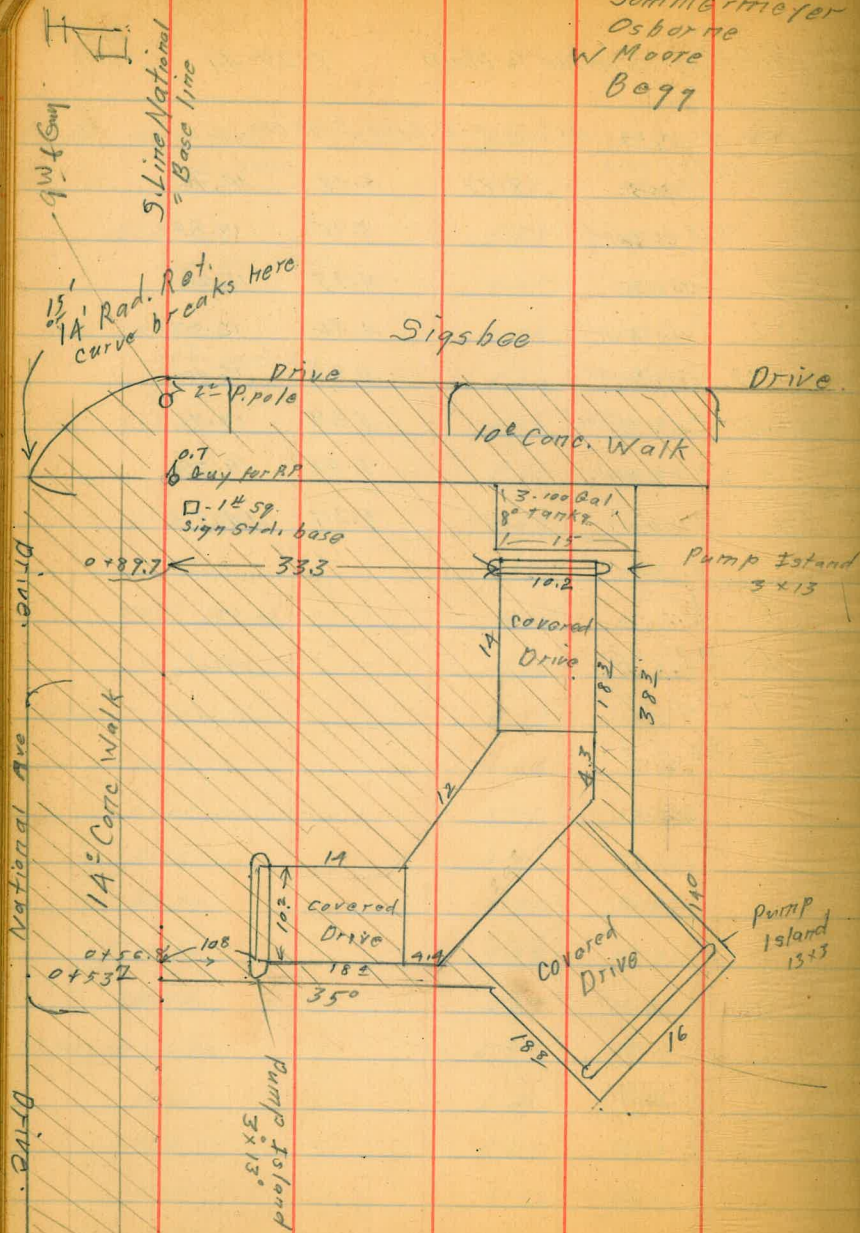 Sommermeyer
Osborne
W Moore
Begg
S. Line National
= Base line
15'
or
14' Rad. Ret.
curve breaks here
Sigsbee
Drive
Drive
2° P.pole
10° Conc. Walk
0.7
Guy for P.P.
1° sq.
Sign Std. base
3-100 Gal
8° tanks
15
0+89.7
33.3
10.2
Pump Island
3 x 13
Covered
Drive
14
18 3
38 3
4.3
Drive.
National Ave
14° Conc Walk
12
14
10.2
Covered
Drive
18 2
4.4
0+56.8
0+53 7
10 8
35°
Covered
Drive
14 0
16
18 8
Pump
Island
13 x 3
Pump Island
3 x 13°
Drive.